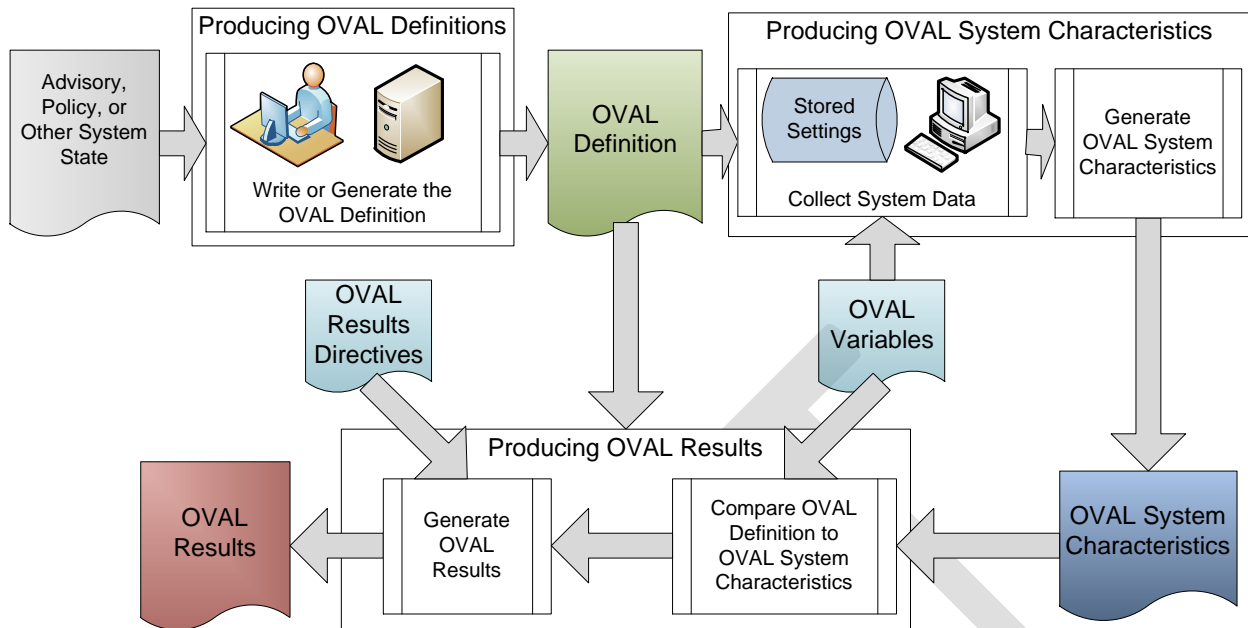 Producing OVAL Definitions
Producing OVAL System Characteristics
Advisory,
Policy, or
Other System
State
Write or Generate the
OVAL Definition
OVAL
Definition
Stored
Settings
Collect System Data
Generate
OVAL System
Characteristics
OVAL
Results
Directives
OVAL
Variables
Producing OVAL Results
OVAL
Results
Generate
OVAL
Results
Compare OVAL
Definition to
OVAL System
Characteristics
OVAL System
Characteristics